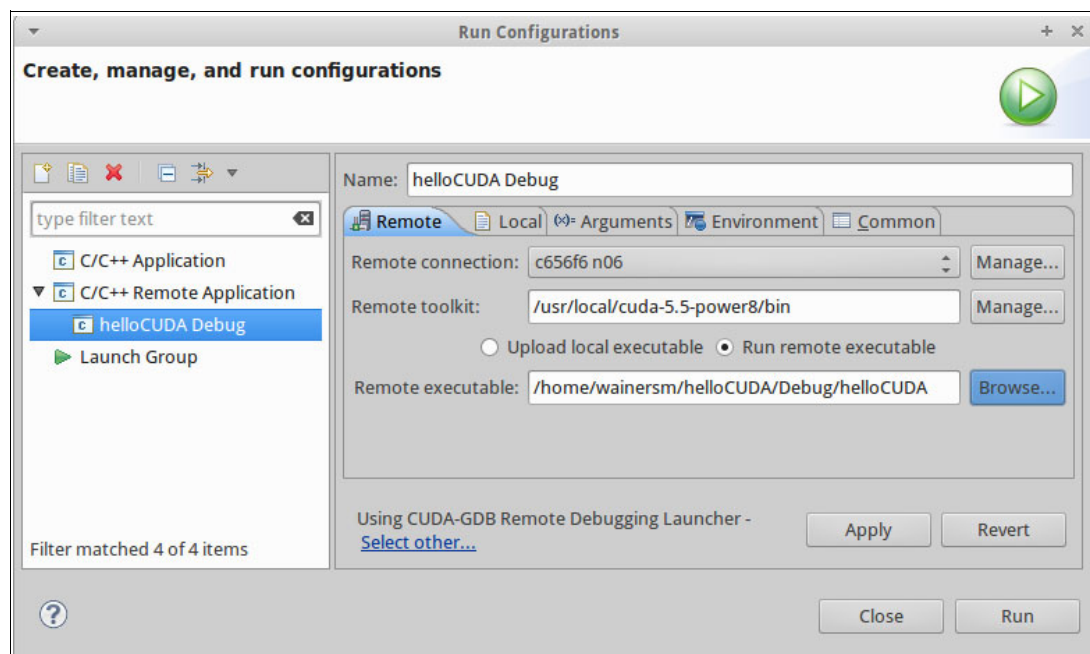 Run Configurations
Create, manage, and run configurations
type filter text
C/C++ Application
C/C++ Remote Application
helloCUDA Debug
Launch Group
Filter matched 4 of 4 items
Name: helloCUDA Debug
Remote Local (x)= Arguments Environment Common
Remote connection: c656f6 n06 Manage...
Remote toolkit: /usr/local/cuda-5.5-power8/bin Manage...
Upload local executable Run remote executable
Remote executable: /home/wainersm/helloCUDA/Debug/helloCUDA Browse...
Using CUDA-GDB Remote Debugging Launcher -
Select other...
Apply Revert
? Close Run